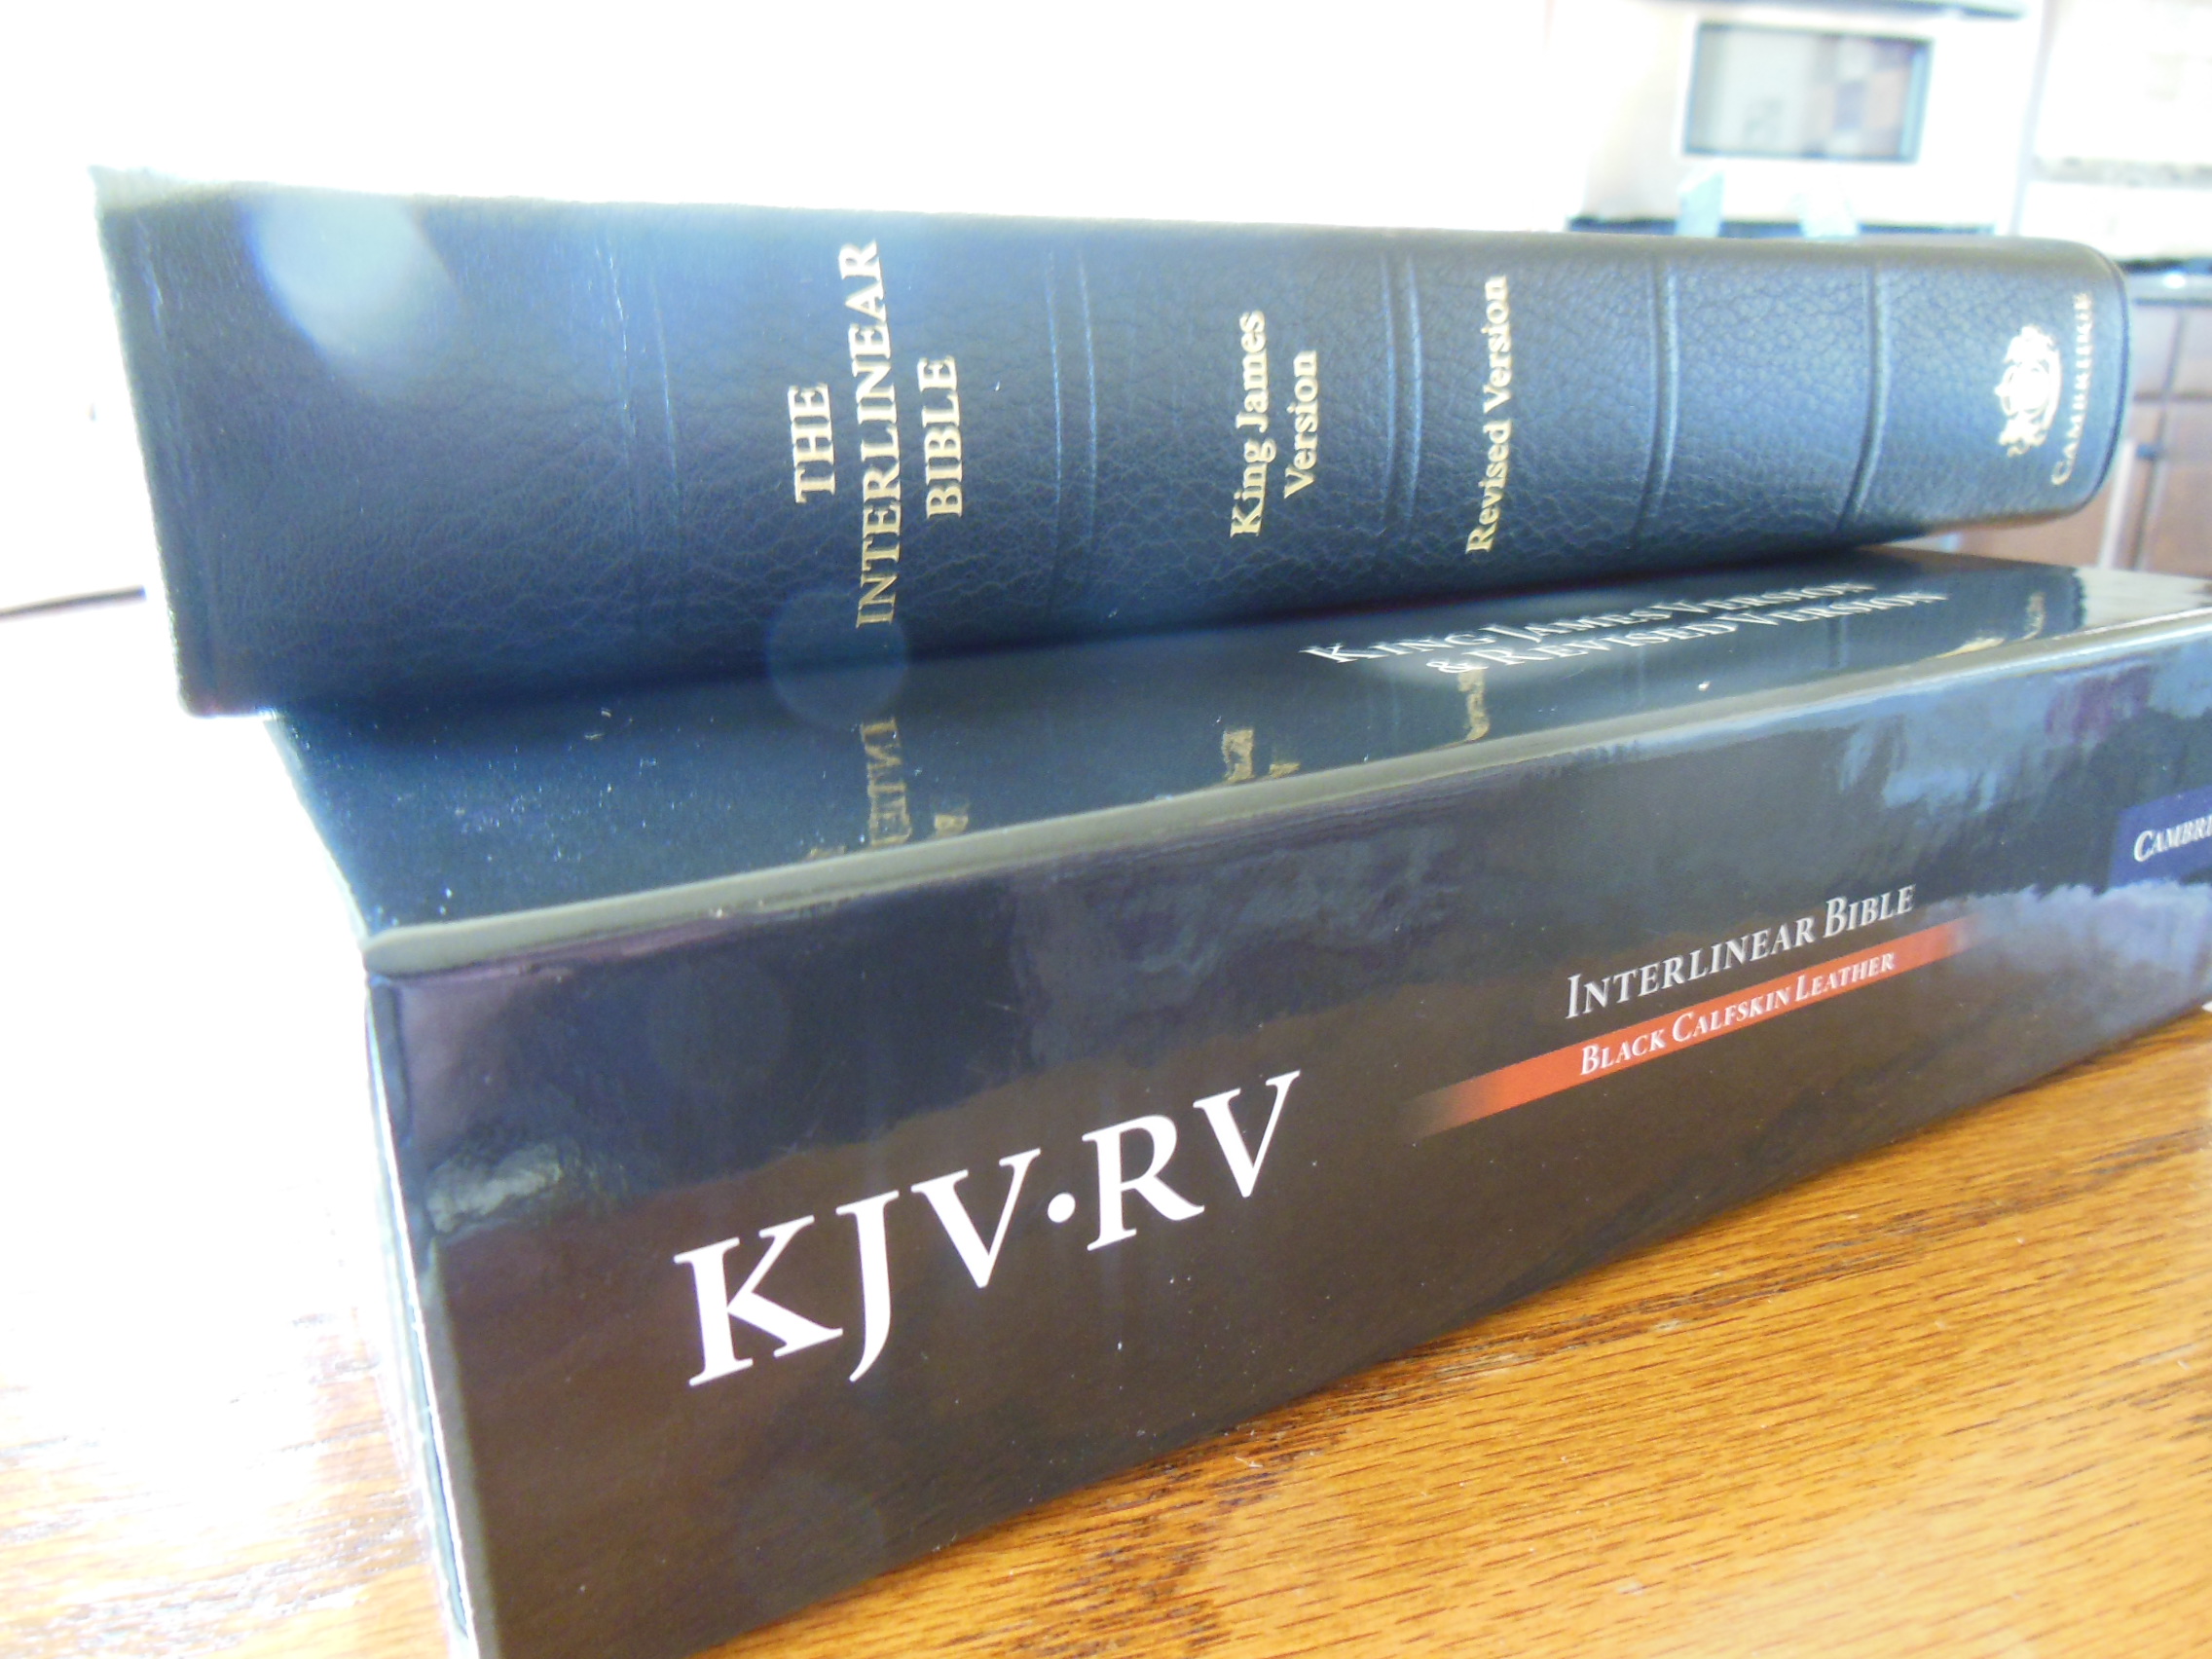 THE
INTERLINEAR
BIBLE
King James
Version
Revised Version
CAMBRIDGE
KING JAMES VERSION
& REVISED VERSION
KJV·RV
INTERLINEAR BIBLE
BLACK CALFSKIN LEATHER